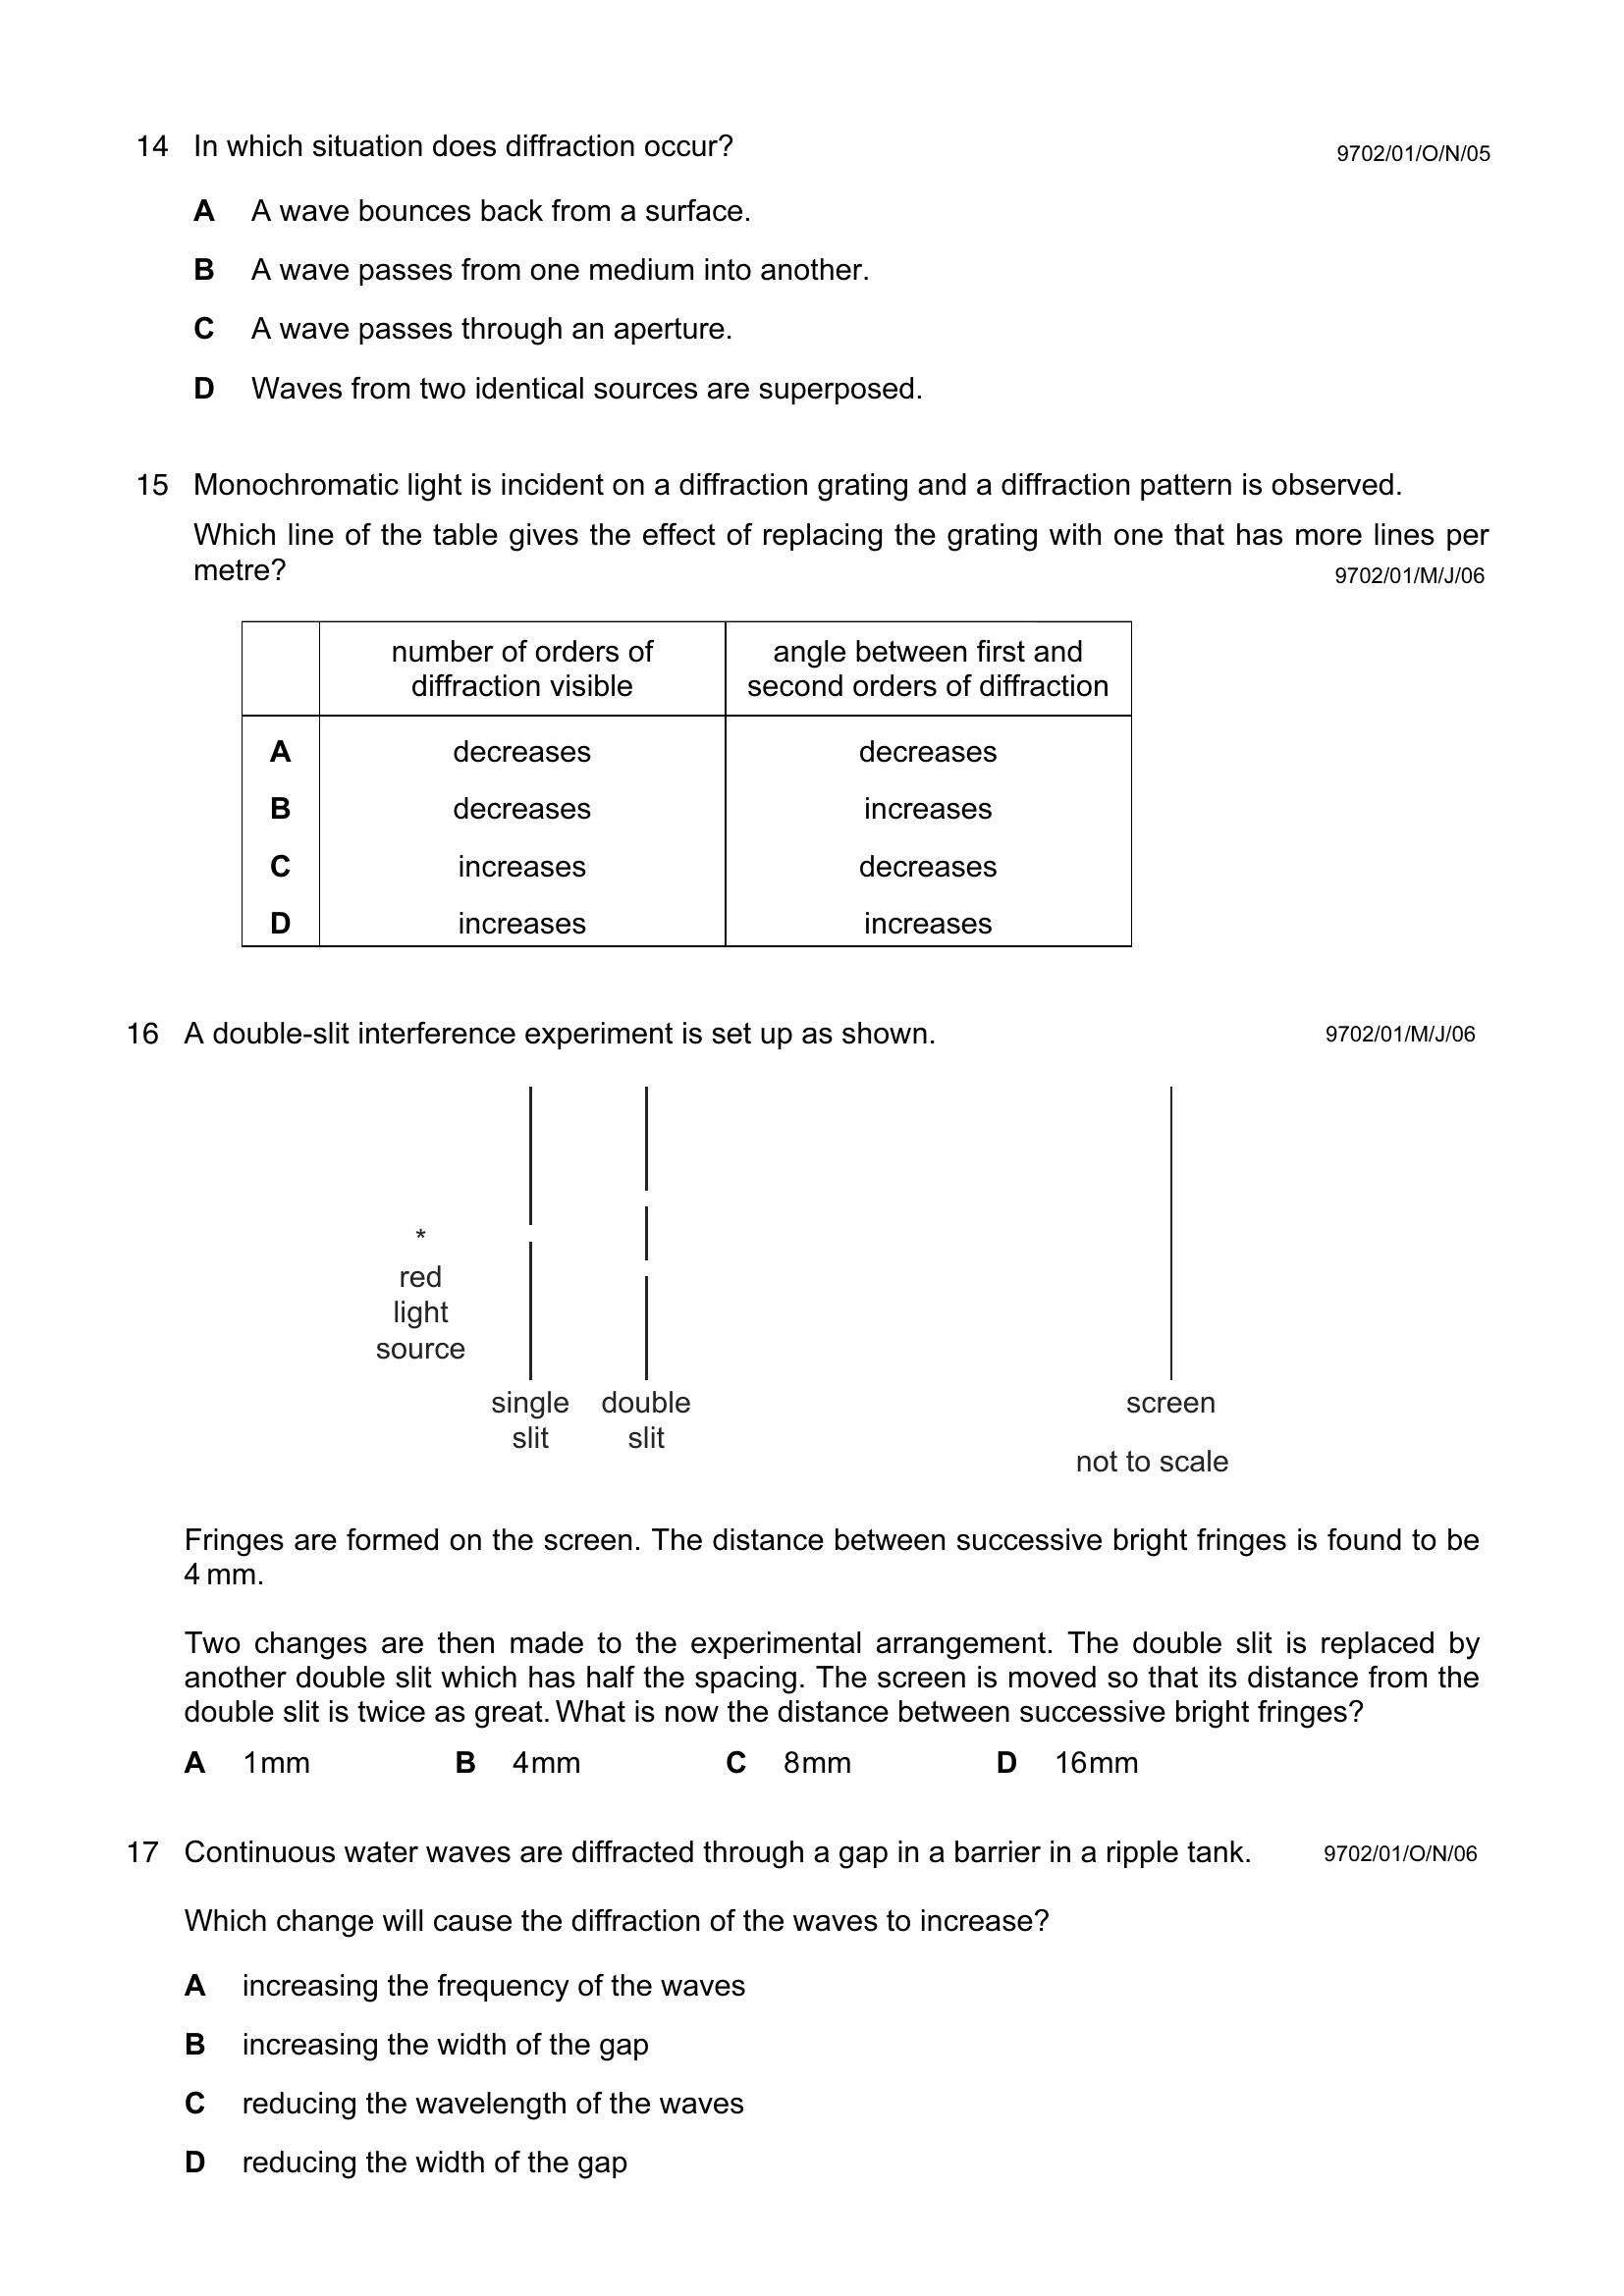 14 In which situation does diffraction occur? 9702/01/O/N/05
A A wave bounces back from a surface.
B A wave passes from one medium into another.
C A wave passes through an aperture.
D Waves from two identical sources are superposed.
15 Monochromatic light is incident on a diffraction grating and a diffraction pattern is observed.
Which line of the table gives the effect of replacing the grating with one that has more lines per
metre? 9702/01/M/J/06
number of orders of diffraction visible
angle between first and second orders of diffraction
A decreases decreases
B decreases increases
C increases decreases
D increases increases
16 A double-slit interference experiment is set up as shown. 9702/01/M/J/06
*
red
light
source
single
slit
double
slit
screen
not to scale
Fringes are formed on the screen. The distance between successive bright fringes is found to be
4 mm.
Two changes are then made to the experimental arrangement. The double slit is replaced by
another double slit which has half the spacing. The screen is moved so that its distance from the
double slit is twice as great. What is now the distance between successive bright fringes?
A 1mm B 4mm C 8mm D 16mm
17 Continuous water waves are diffracted through a gap in a barrier in a ripple tank. 9702/01/O/N/06
Which change will cause the diffraction of the waves to increase?
A increasing the frequency of the waves
B increasing the width of the gap
C reducing the wavelength of the waves
D reducing the width of the gap